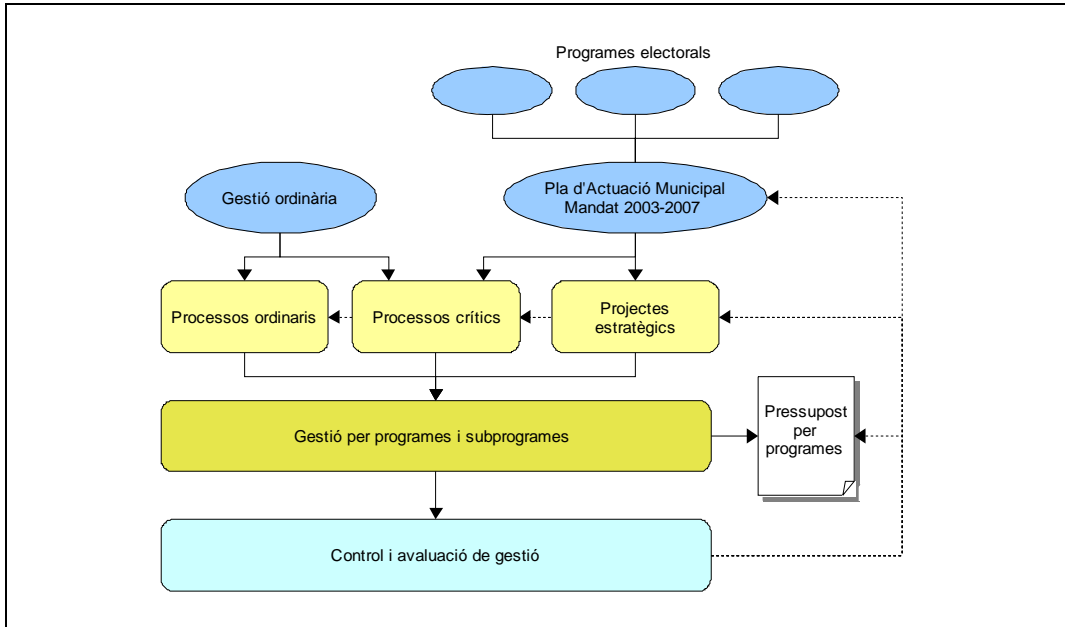 Programes electorals
Pla d'Actuació Municipal
Mandat 2003-2007
Gestió ordinària
Processos ordinaris
Processos crítics
Projectes
estratègics
Gestió per programes i subprogrames
Pressupost
per
programes
Control i avaluació de gestió